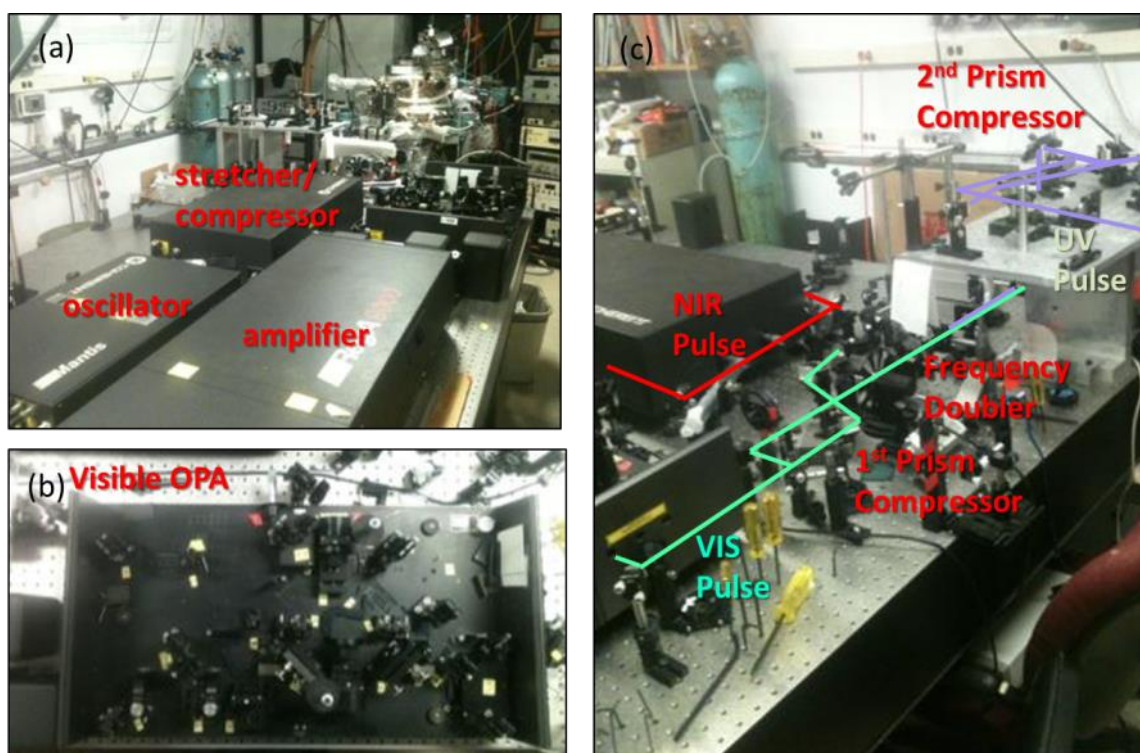 (a)
stretcher/
compressor
oscillator
amplifier
Mantis
(b)
Visible OPA
(c)
2nd Prism
Compressor
UV
Pulse
NIR
Pulse
Frequency
Doubler
1st Prism
Compressor
VIS
Pulse